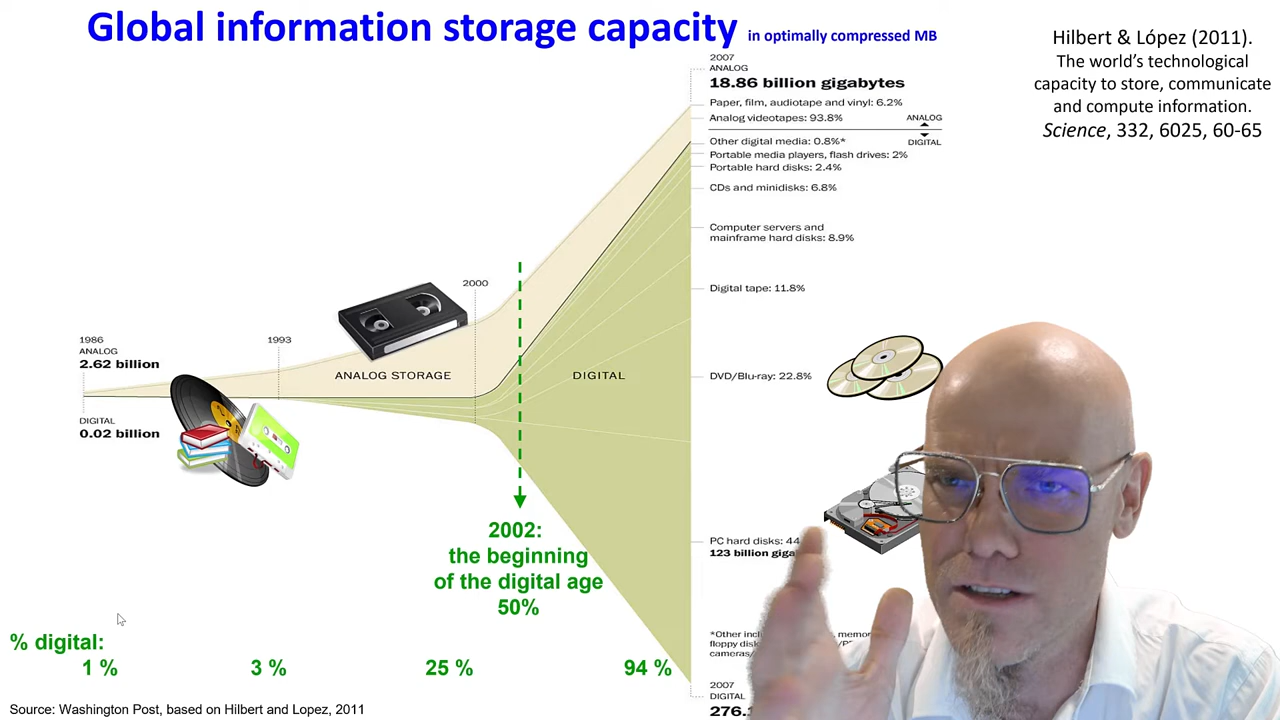 Global information storage capacity in optimally compressed MB
Hilbert & López (2011).
The world's technological
capacity to store, communicate
and compute information.
Science, 332, 6025, 60-65
2007
ANALOG
18.86 billion gigabytes
Paper, film, audiotape and vinyl: 6.2%
Analog videotapes: 93.8%
ANALOG
DIGITAL
Other digital media: 0.8%*
Portable media players, flash drives: 2%
Portable hard disks: 2.4%
CDs and minidisks: 6.8%
Computer servers and
mainframe hard disks: 8.9%
Digital tape: 11.8%
DVD/Blu-ray: 22.8%
PC hard disks: 44
123 billion
*Other
floppy
cameras/
2007
DIGITAL
276.
2000
1993
1986
ANALOG
2.62 billion
DIGITAL
0.02 billion
ANALOG STORAGE
DIGITAL
2002:
the beginning
of the digital age
50%
% digital:
1 % 3 % 25 % 94 %
Source: Washington Post, based on Hilbert and Lopez, 2011